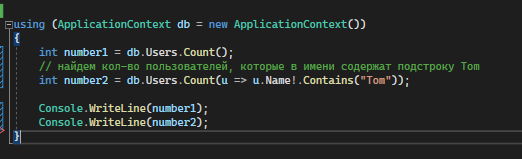 using (ApplicationContext db = new ApplicationContext())
{
int number1 = db.Users.Count();
// найдем кол-во пользователей, которые в имени содержат подстроку Tom
int number2 = db.Users.Count(u => u.Name!.Contains("Tom"));
Console.WriteLine(number1);
Console.WriteLine(number2);
}